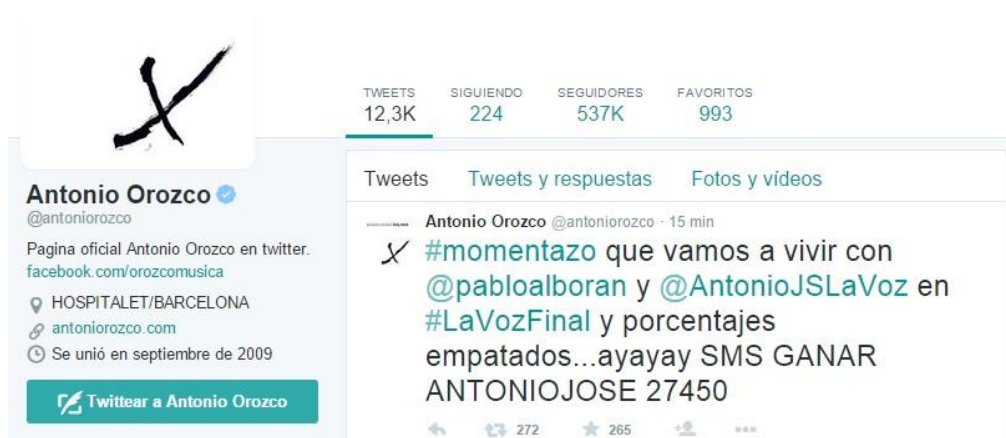 TWEETS SIGUIENDO SEGUIDORES FAVORITOS
12,3K 224 537K 993
Antonio Orozco
@antoniorozco
Pagina oficial Antonio Orozco en twitter.
facebook.com/orozcomusica
HOSPITALET/BARCELONA
antoniorozco.com
Se unió en septiembre de 2009
Twittear a Antonio Orozco
Tweets Tweets y respuestas Fotos y vídeos
Antonio Orozco @antoniorozco · 15 min
#momentazo que vamos a vivir con
@pabloalboran y @AntonioJSLaVoz en
#LaVozFinal y porcentajes
empatados...ayayay SMS GANAR
ANTONIOJOSE 27450
272 265